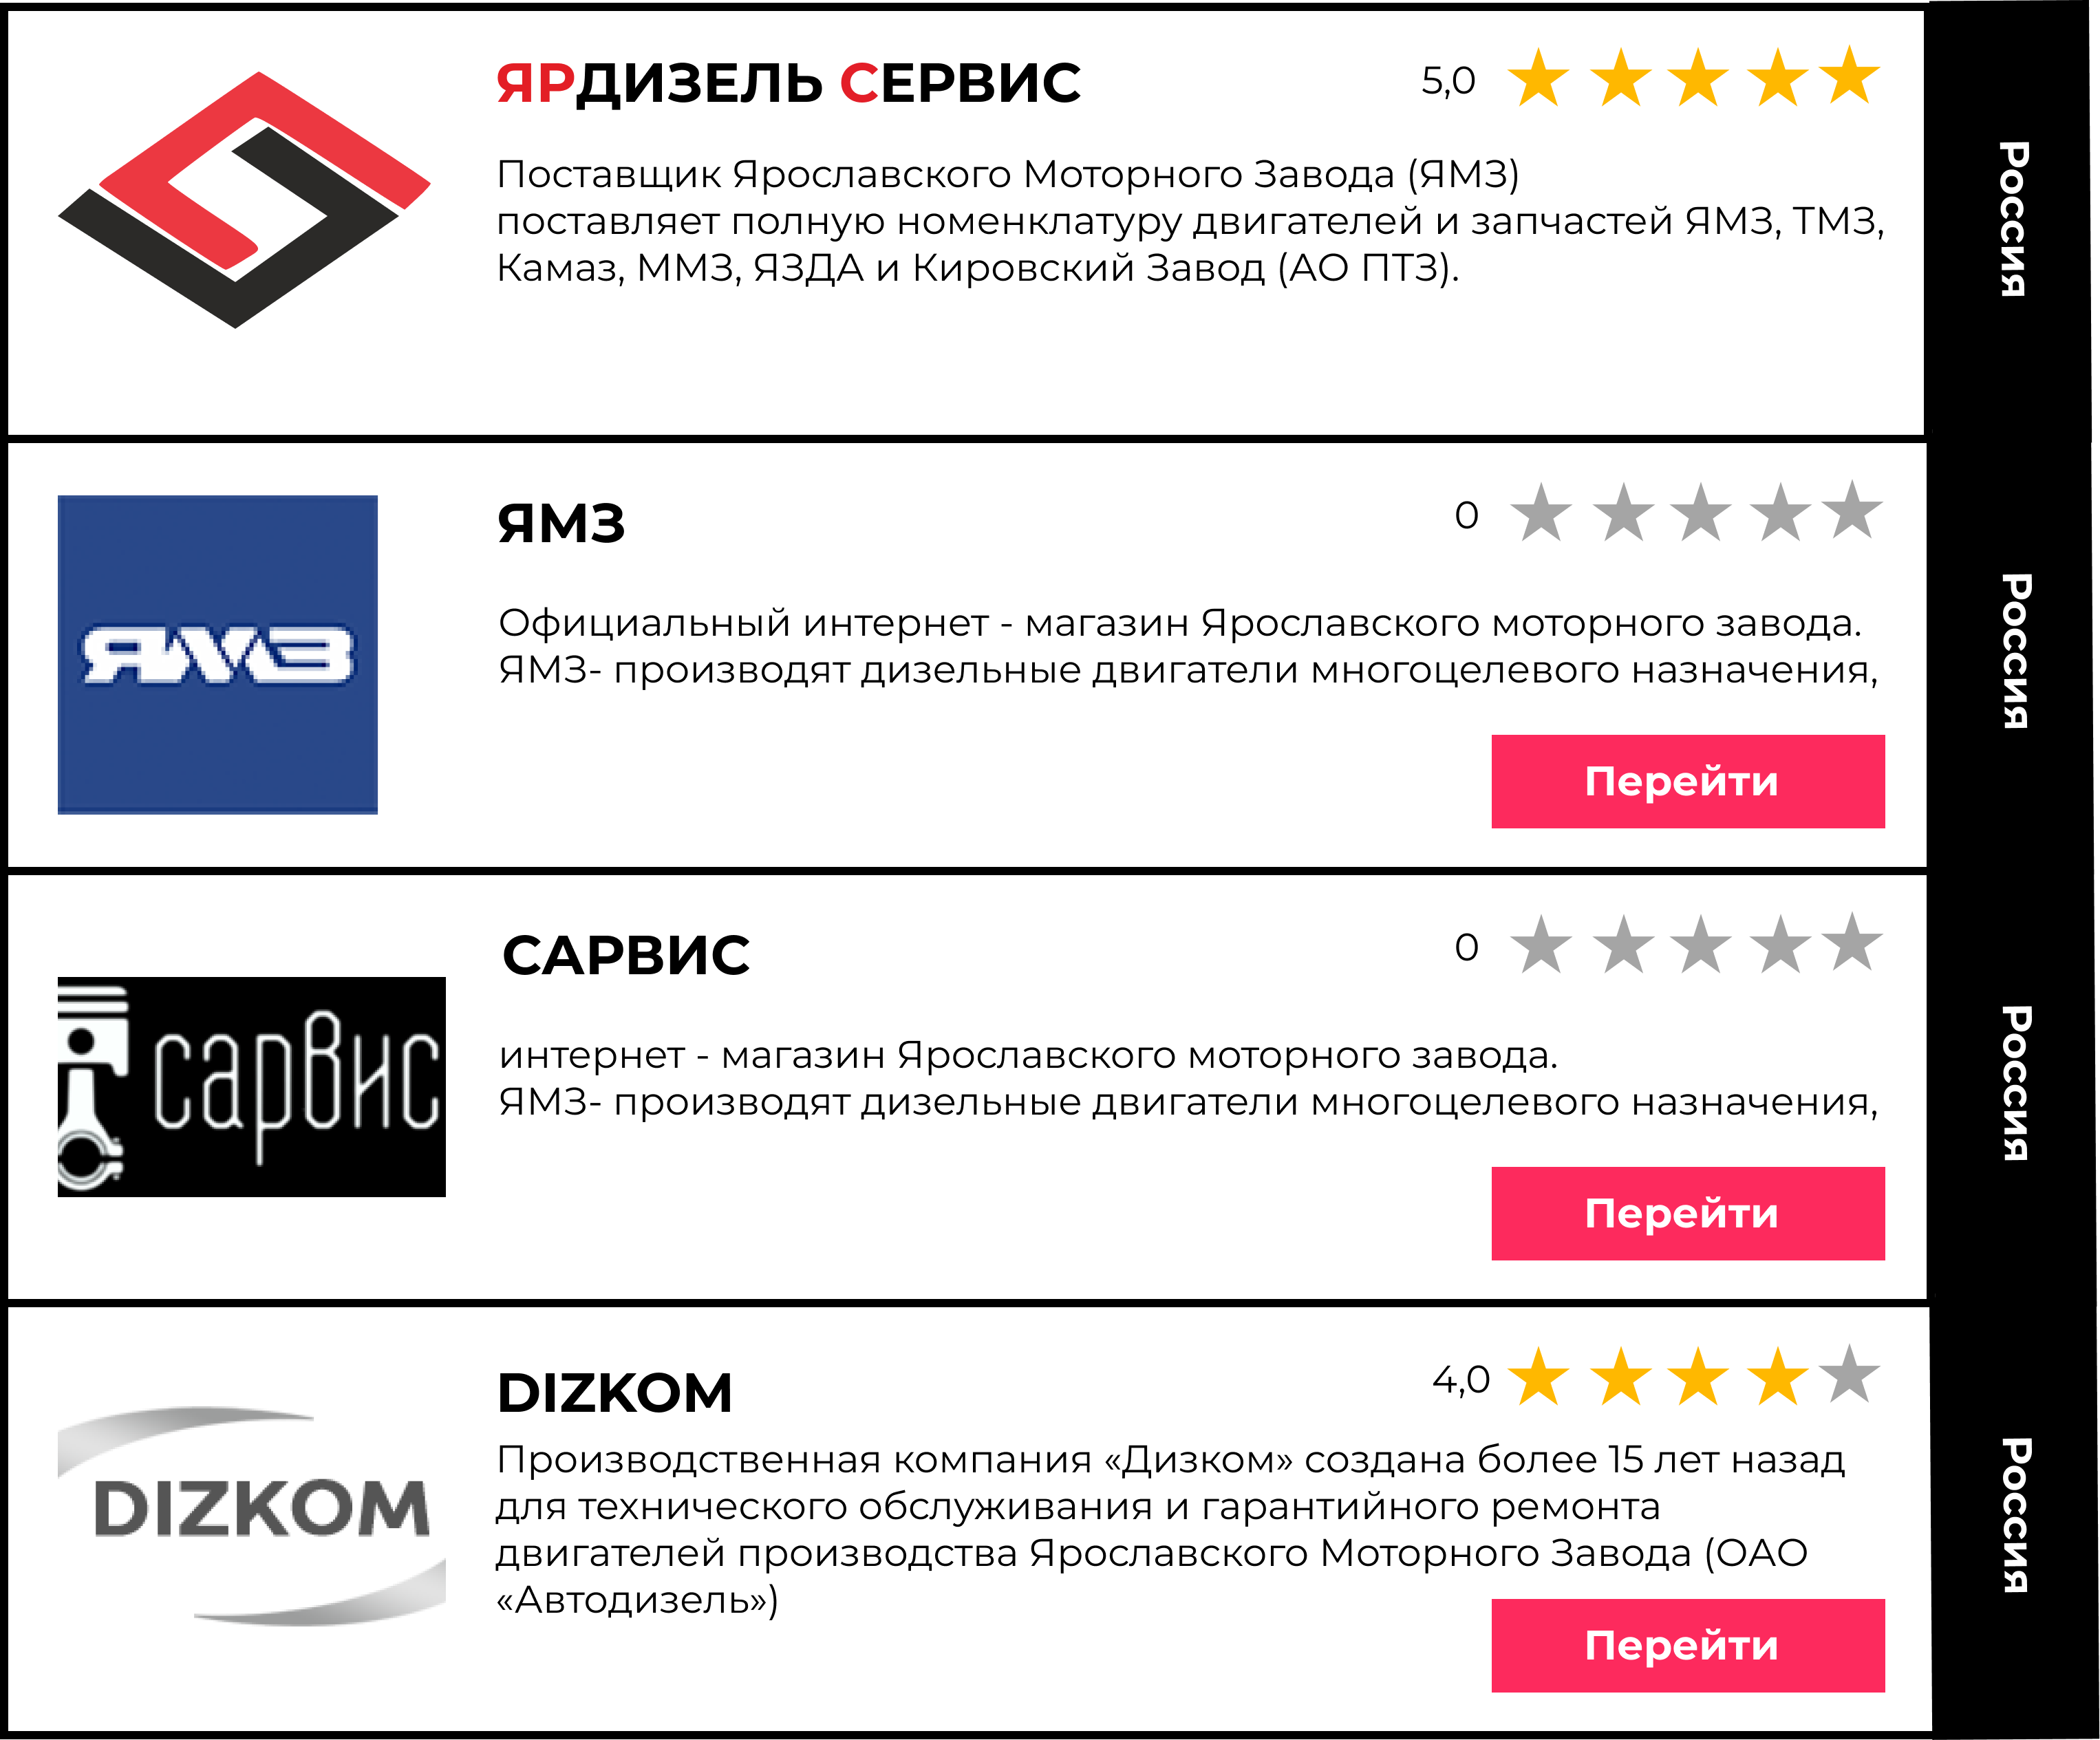 ЯРДИЗЕЛЬ СЕРВИС
5,0
Поставщик Ярославского Моторного Завода (ЯМЗ)
поставляет полную номенклатуру двигателей и запчастей ЯМЗ, ТМЗ,
Камаз, ММЗ, ЯЗДА и Кировский Завод (АО ПТЗ).
Россия
ЯМЗ
ЯМЗ
0
Официальный интернет - магазин Ярославского моторного завода.
ЯМЗ- производят дизельные двигатели многоцелевого назначения,
Перейти
Россия
сарвис
САРВИС
0
интернет - магазин Ярославского моторного завода.
ЯМЗ- производят дизельные двигатели многоцелевого назначения,
Перейти
Россия
DIZKOM
DIZKOM
4,0
Производственная компания «Дизком» создана более 15 лет назад
для технического обслуживания и гарантийного ремонта
двигателей производства Ярославского Моторного Завода (ОАО
«Автодизель»)
Перейти
Россия